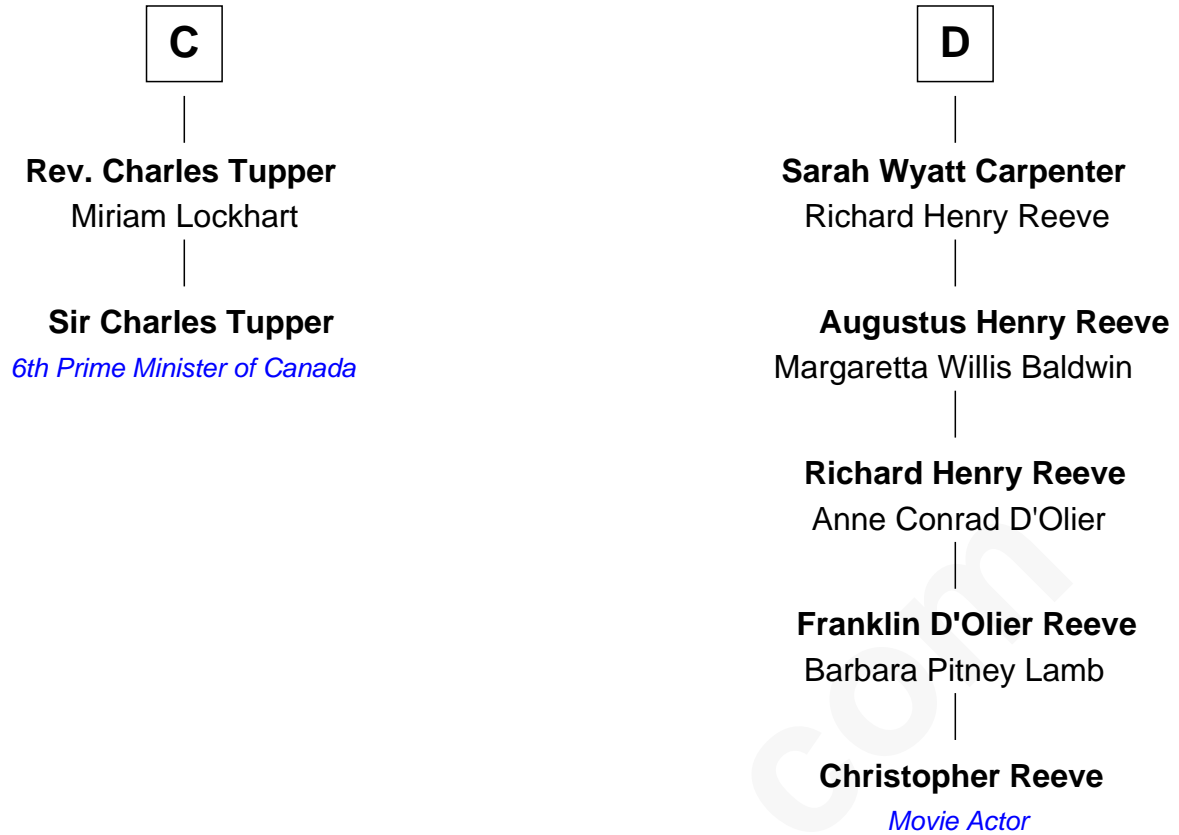 C
Rev. Charles Tupper
Miriam Lockhart
Sir Charles Tupper
6th Prime Minister of Canada
D
Sarah Wyatt Carpenter
Richard Henry Reeve
Augustus Henry Reeve
Margaretta Willis Baldwin
Richard Henry Reeve
Anne Conrad D'Olier
Franklin D'Olier Reeve
Barbara Pitney Lamb
Christopher Reeve
Movie Actor
com